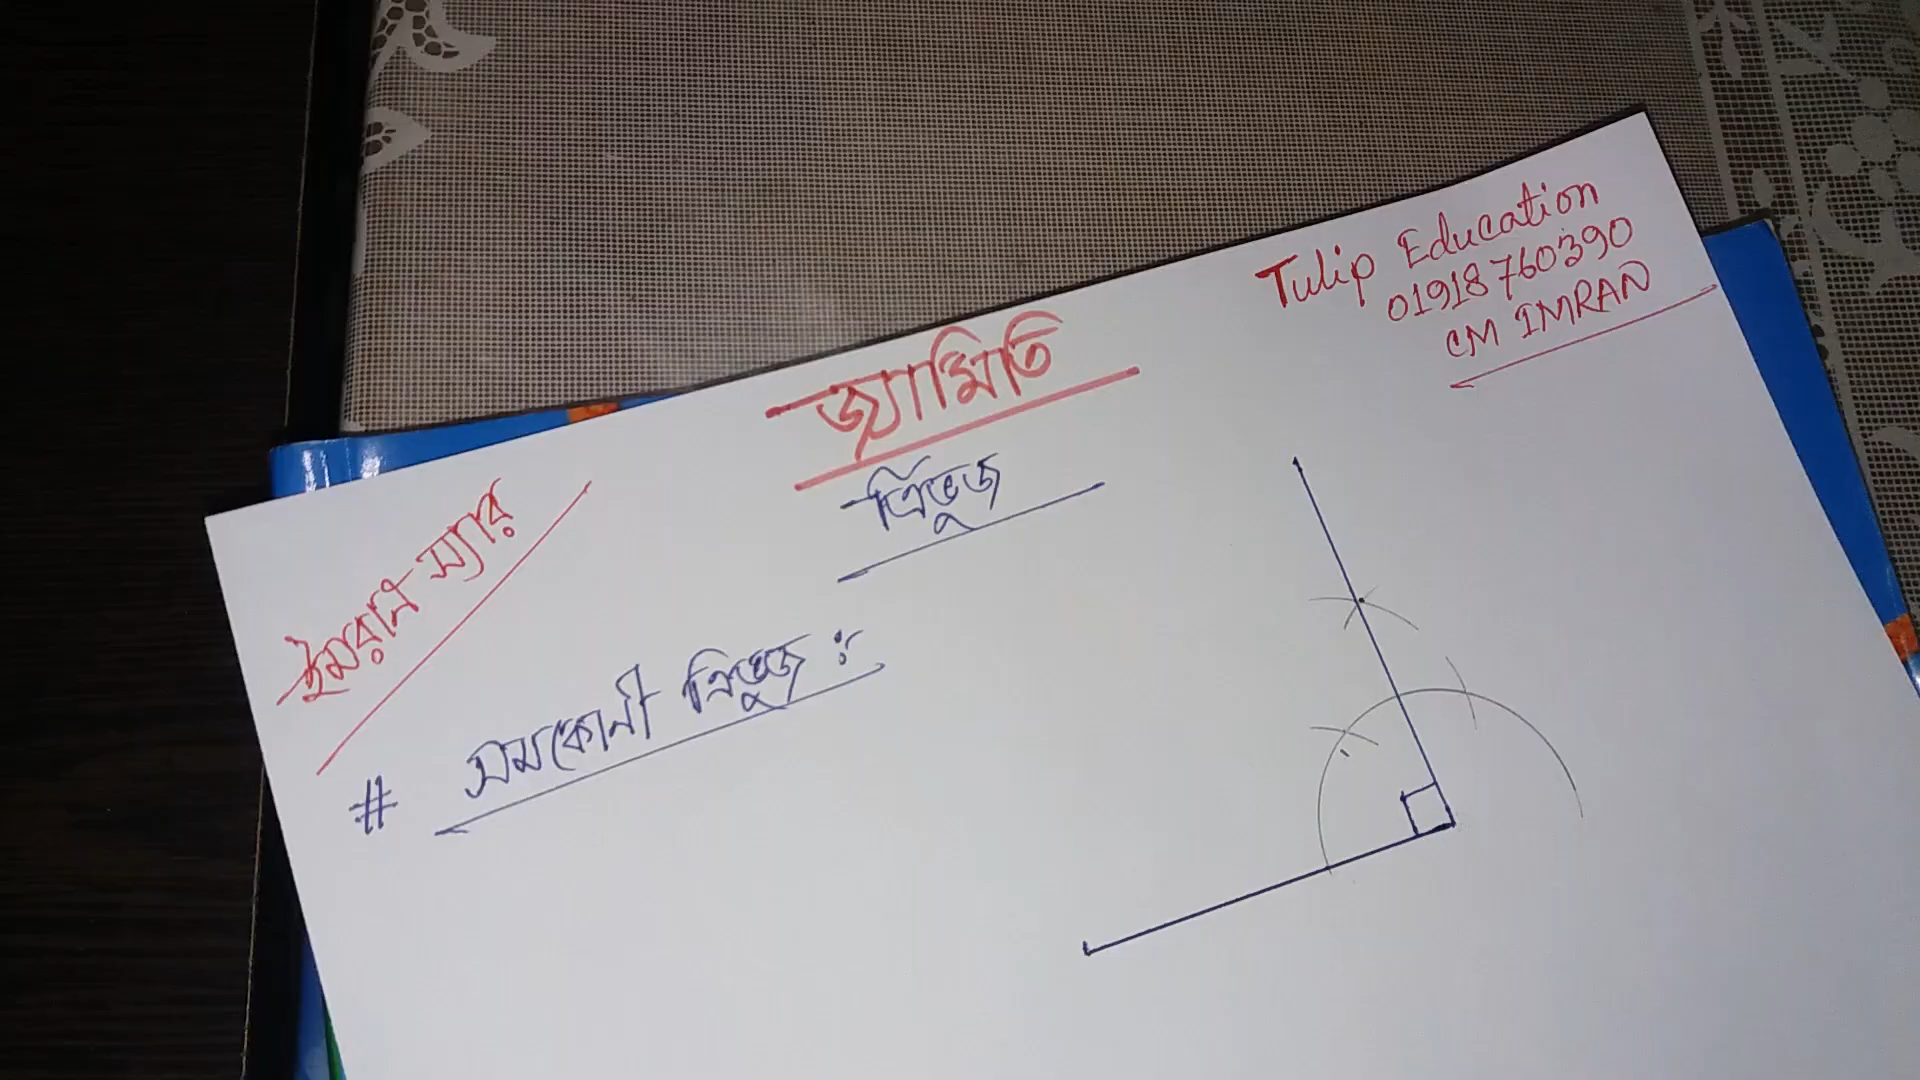 Tulip Education
01918760390
CM IMRAN
জ্যামিতি
ত্রিভুজ
ইমরান স্যার
# সমকোনী ত্রিভুজ :